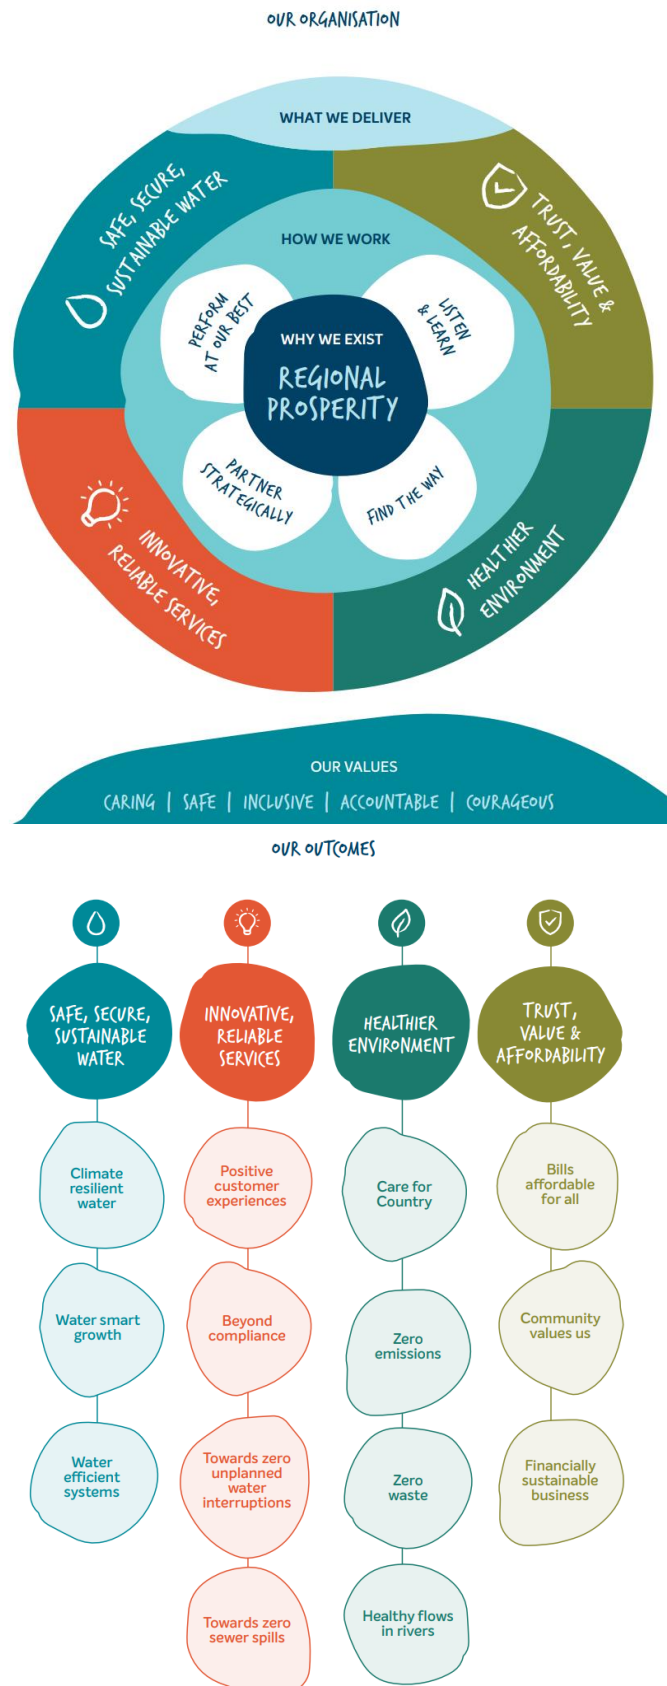 OUR ORGANISATION
WHAT WE DELIVER
SAFE, SECURE,
SUSTAINABLE WATER
TRUST, VALUE &
AFFORDABILITY
HOW WE WORK
PERFORM
AT OUR BEST
LISTEN
& LEARN
WHY WE EXIST
REGIONAL
PROSPERITY
PARTNER
STRATEGICALLY
FIND THE WAY
INNOVATIVE,
RELIABLE SERVICES
HEALTHIER
ENVIRONMENT
OUR VALUES
CARING | SAFE | INCLUSIVE | ACCOUNTABLE | COURAGEOUS
OUR OUTCOMES
SAFE, SECURE,
SUSTAINABLE
WATER
Climate
resilient
water
Water smart
growth
Water
efficient
systems
INNOVATIVE,
RELIABLE
SERVICES
Positive
customer
experiences
Beyond
compliance
Towards zero
unplanned
water
interruptions
Towards zero
sewer spills
HEALTHIER
ENVIRONMENT
Care for
Country
Zero
emissions
Zero
waste
Healthy flows
in rivers
TRUST,
VALUE &
AFFORDABILITY
Bills
affordable
for all
Community
values us
Financially
sustainable
business